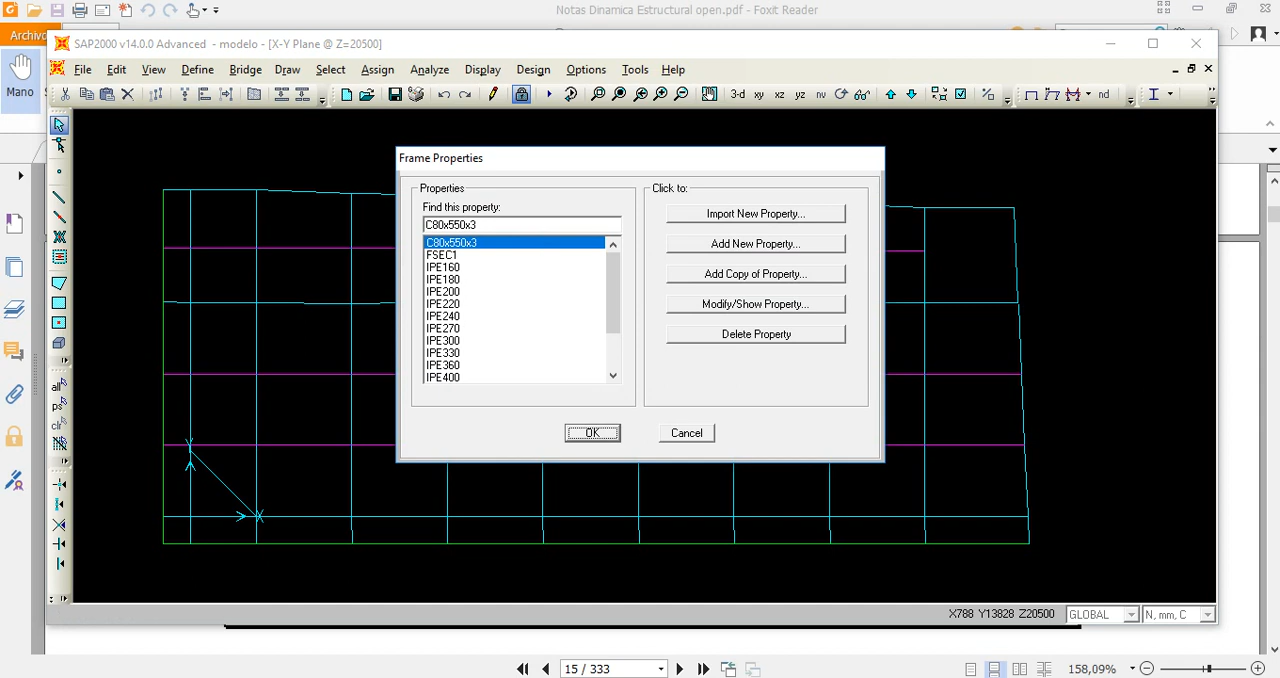 Notas Dinamica Estructural open.pdf - Foxit Reader
Archivo
Mano
SAP2000 v14.0.0 Advanced - modelo - [X-Y Plane @ Z=20500]
File Edit View Define Bridge Draw Select Assign Analyze Display Design Options Tools Help
3-d xy xz yz nv nd
all
ps
clr
Frame Properties
Properties
Find this property:
C80x550x3
C80x550x3
FSEC1
IPE160
IPE180
IPE200
IPE220
IPE240
IPE270
IPE300
IPE330
IPE360
IPE400
Click to:
Import New Property...
Add New Property...
Add Copy of Property...
Modify/Show Property...
Delete Property
OK Cancel
X788 Y13828 Z20500 GLOBAL N, mm, C
15 / 333 158,09%